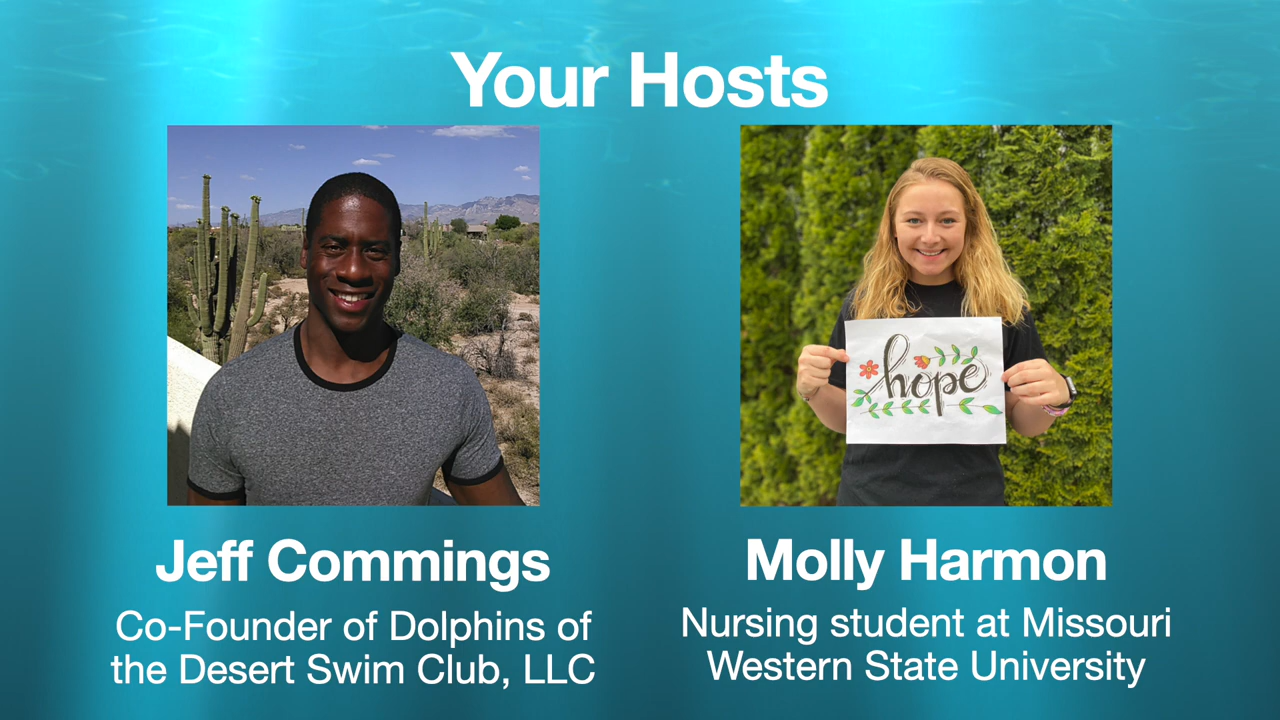 Your Hosts
hope
Jeff Commings
Co-Founder of Dolphins of
the Desert Swim Club, LLC
Molly Harmon
Nursing student at Missouri
Western State University